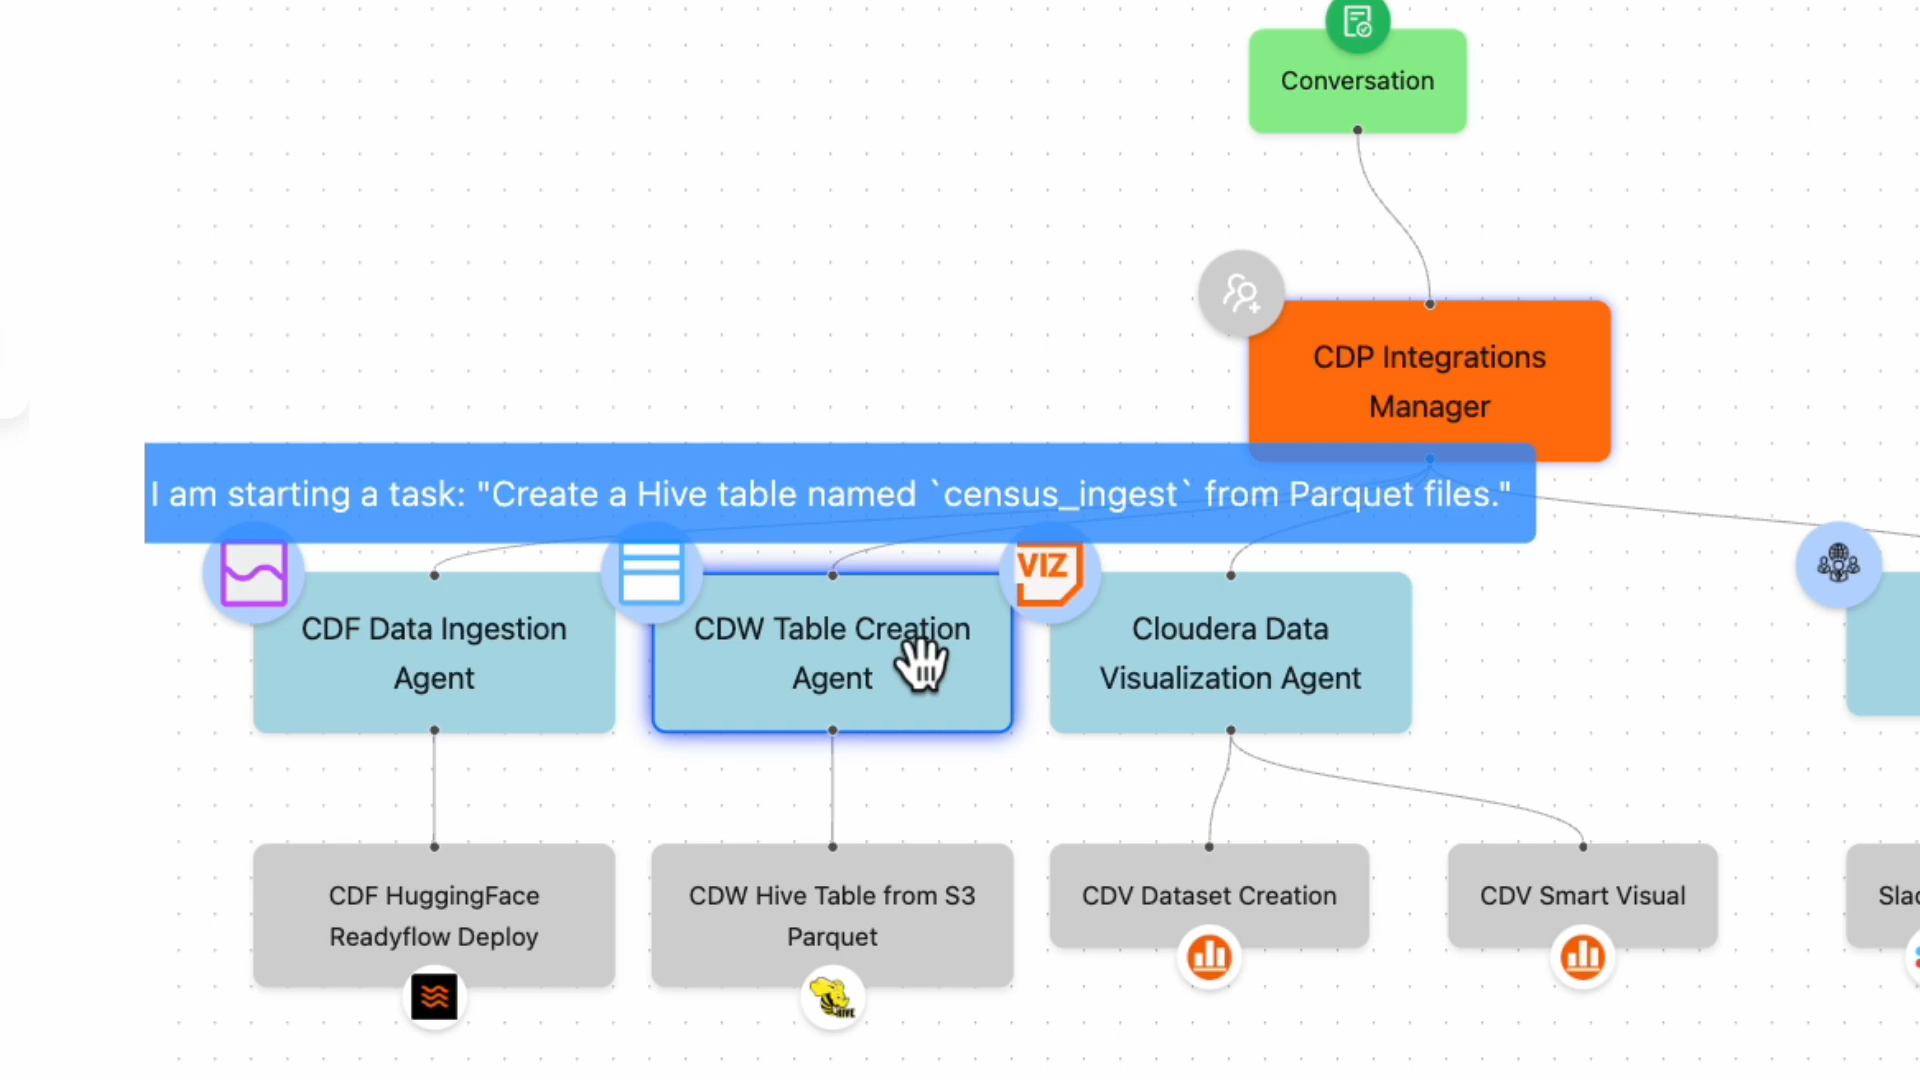 Conversation
CDP Integrations
Manager
I am starting a task: "Create a Hive table named `census_ingest` from Parquet files."
VIZ
CDF Data Ingestion
Agent
CDW Table Creation
Agent
Cloudera Data
Visualization Agent
CDF HuggingFace
Readyflow Deploy
CDW Hive Table from S3
Parquet
CDV Dataset Creation
CDV Smart Visual
HIVE